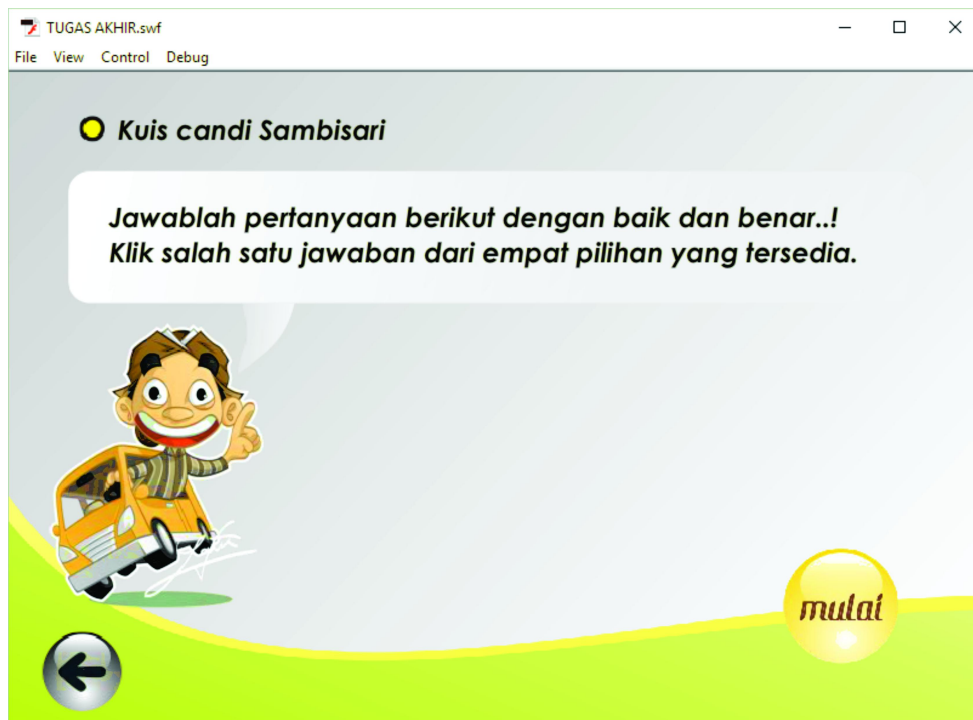 TUGAS AKHIR.swf
File View Control Debug
Kuis candi Sambisari
Jawablah pertanyaan berikut dengan baik dan benar..!
Klik salah satu jawaban dari empat pilihan yang tersedia.
mulai